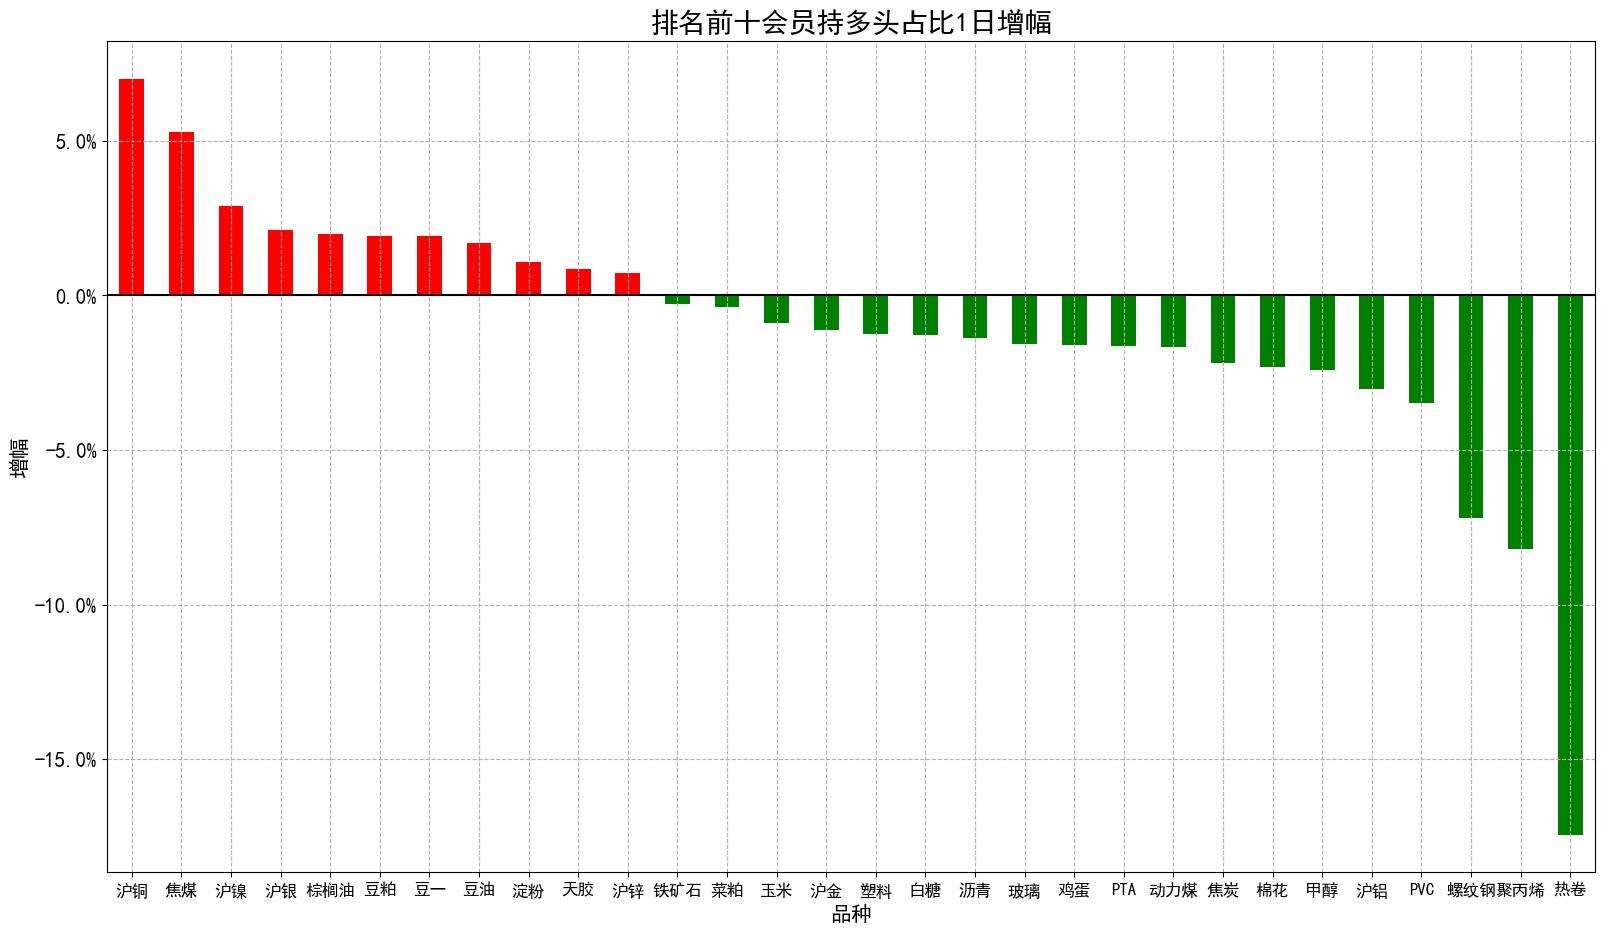 排名前十会员持多头占比1日增幅
5.0%
0.0%
-5.0%
-10.0%
-15.0%
增幅
沪铜 焦煤 沪镍 沪银 棕榈油 豆粕 豆一 豆油 淀粉 天胶 沪锌 铁矿石 菜粕 玉米 沪金 塑料 白糖 沥青 玻璃 鸡蛋 PTA 动力煤 焦炭 棉花 甲醇 沪铝 PVC 螺纹钢 聚丙烯 热卷
品种